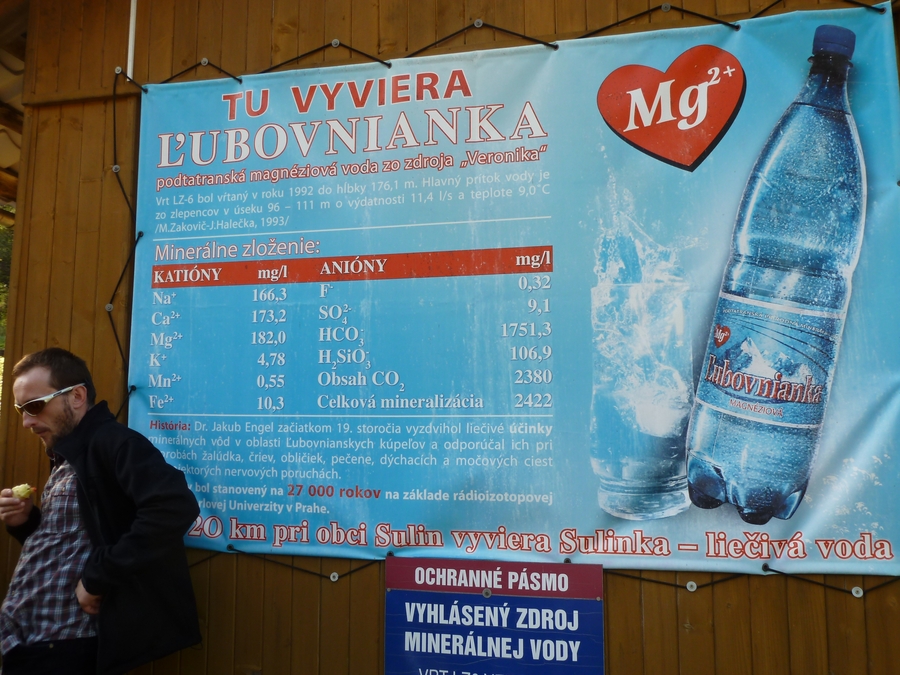 TU VYVIERA
ĽUBOVNIANKA
podtatranská magnéziová voda zo zdroja „Veronika“
Vrt LZ-6 bol vŕtaný v roku 1992 do hĺbky 176,1 m. Hlavný prítok vody je
zo zlepencov v úseku 96 – 111 m o výdatnosti 11,4 l/s a teplote 9,0°C
/M.Zakovič-J.Halečka, 1993/
Minerálne zloženie:
KATIÓNY mg/l ANIÓNY mg/l
Na⁺ 166,3 F⁻ 0,32
Ca²⁺ 173,2 SO₄²⁻ 9,1
Mg²⁺ 182,0 HCO₃⁻ 1751,3
K⁺ 4,78 H₂SiO₃⁻ 106,9
Mn²⁺ 0,55 Obsah CO₂ 2380
Fe²⁺ 10,3 Celková mineralizácia 2422
História: Dr. Jakub Engel začiatkom 19. storočia vyzdvihol liečivé účinky
minerálnych vôd v oblasti Ľubovnianskych kúpeľov a odporúčal ich pri
chorobách žalúdka, čriev, obličiek, pečene, dýchacích a močových ciest
niektorých nervových poruchách.
bol stanovený na 27 000 rokov na základe rádioizotopovej
Karlovej Univerzity v Prahe.
20 km pri obci Sulin vyviera Sulinka – liečivá voda
Mg²⁺
Mg²⁺
Ľubovnianka
MAGNÉZIOVÁ
OCHRANNÉ PÁSMO
VYHLÁSENÝ ZDROJ
MINERÁLNEJ VODY